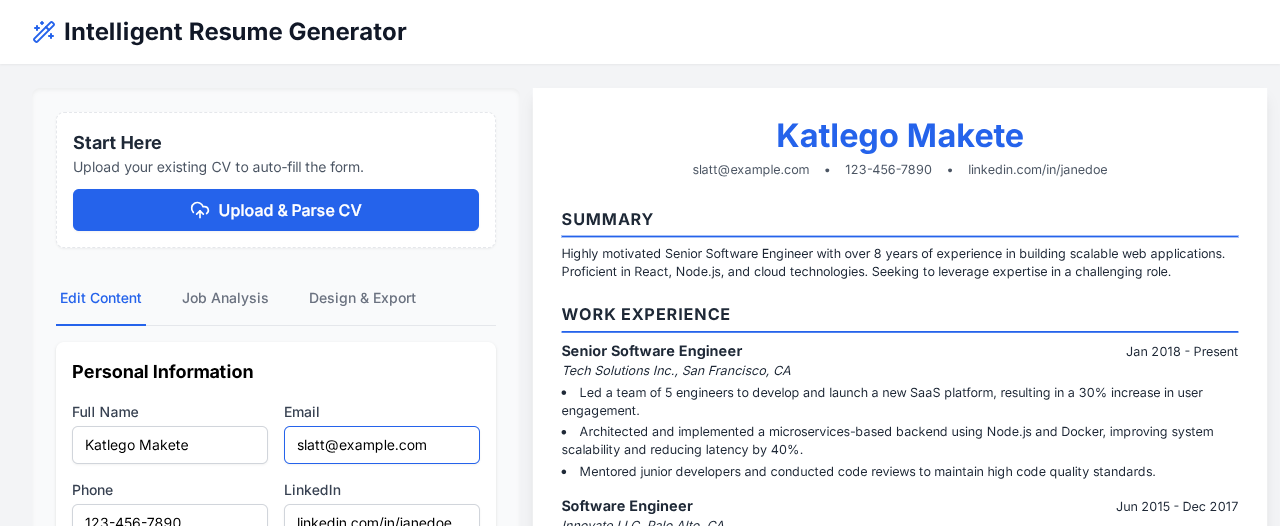 Intelligent Resume Generator
Start Here
Upload your existing CV to auto-fill the form.
Upload & Parse CV
Edit Content
Job Analysis
Design & Export
Personal Information
Full Name
Email
Katlego Makete
slatt@example.com
Phone
LinkedIn
123-456-7890
linkedin.com/in/janedoe
Katlego Makete
slatt@example.com • 123-456-7890 • linkedin.com/in/janedoe
SUMMARY
Highly motivated Senior Software Engineer with over 8 years of experience in building scalable web applications.
Proficient in React, Node.js, and cloud technologies. Seeking to leverage expertise in a challenging role.
WORK EXPERIENCE
Senior Software Engineer
Jan 2018 - Present
Tech Solutions Inc., San Francisco, CA
• Led a team of 5 engineers to develop and launch a new SaaS platform, resulting in a 30% increase in user
engagement.
• Architected and implemented a microservices-based backend using Node.js and Docker, improving system
scalability and reducing latency by 40%.
• Mentored junior developers and conducted code reviews to maintain high code quality standards.
Software Engineer
Jun 2015 - Dec 2017
Innovate LLC, Palo Alto, CA